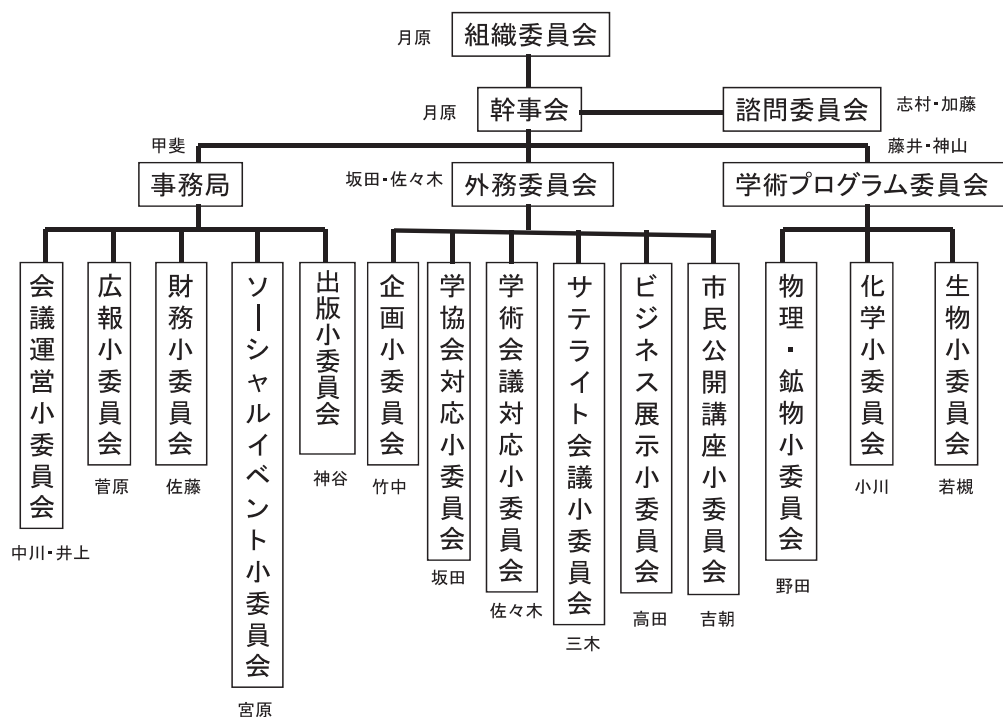 月原
組織委員会
月原
幹事会
諮問委員会
志村・加藤
甲斐
事務局
坂田・佐々木
外務委員会
藤井・神山
学術プログラム委員会
会議運営小委員会
中川・井上
広報小委員会
菅原
財務小委員会
佐藤
ソーシャルイベント小委員会
宮原
出版小委員会
神谷
企画小委員会
竹中
学協会対応小委員会
坂田
学術会議対応小委員会
佐々木
サテライト会議小委員会
三木
ビジネス展示小委員会
高田
市民公開講座小委員会
吉朝
物理・鉱物小委員会
野田
化学小委員会
小川
生物小委員会
若槻